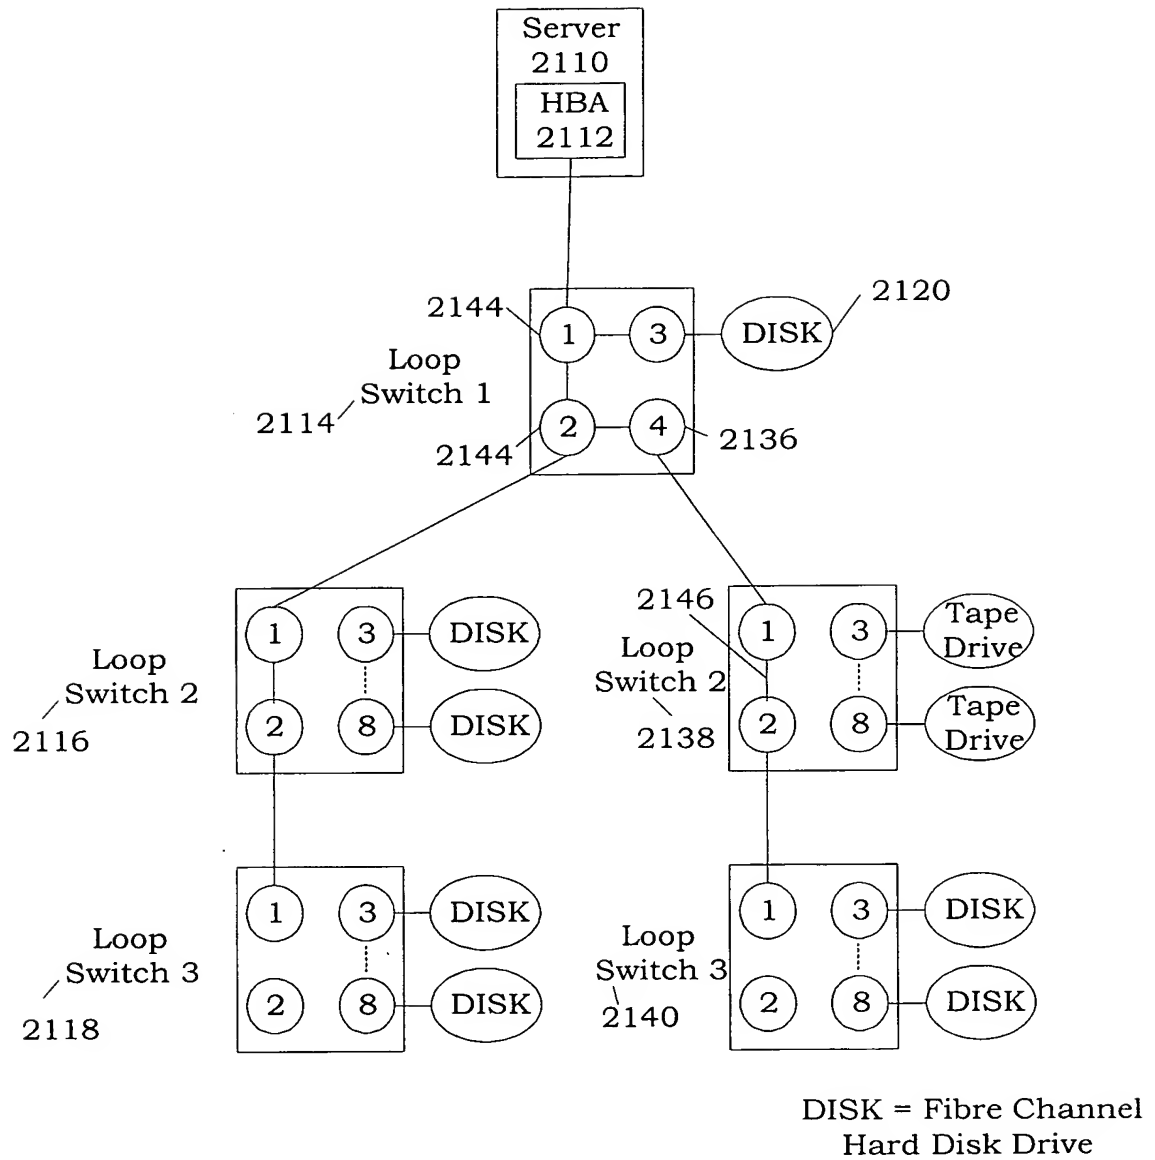 Server
2110
HBA
2112
2144
1
3
DISK
2120
Loop
Switch 1
2114
2144
2
4
2136
1
3
DISK
Loop
Switch 2
2116
2
8
DISK
2146
Loop
Switch 2
2138
1
3
Tape
Drive
2
8
Tape
Drive
1
3
DISK
Loop
Switch 3
2118
2
8
DISK
Loop
Switch 3
2140
1
3
DISK
2
8
DISK
DISK = Fibre Channel
Hard Disk Drive